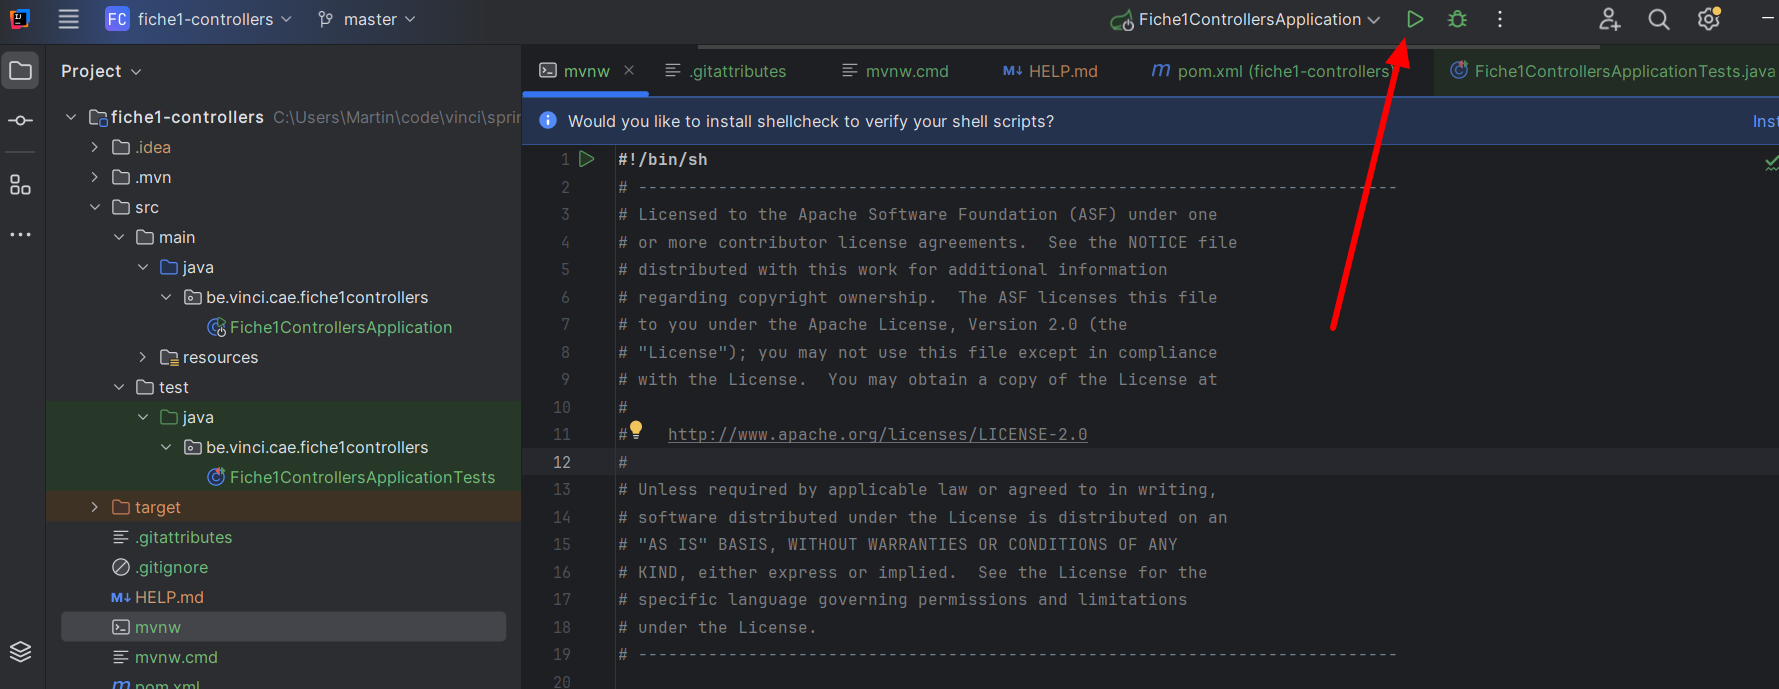 FC fiche1-controllers master Fiche1ControllersApplication
Project
mvnw .gitattributes mvnw.cmd M↓ HELP.md m pom.xml (fiche1-controllers) Fiche1ControllersApplicationTests.java
Would you like to install shellcheck to verify your shell scripts? Inst
fiche1-controllers C:\Users\Martin\code\vinci\sprin
.idea
.mvn
src
main
java
be.vinci.cae.fiche1controllers
Fiche1ControllersApplication
resources
test
java
be.vinci.cae.fiche1controllers
Fiche1ControllersApplicationTests
target
.gitattributes
.gitignore
M↓ HELP.md
mvnw
mvnw.cmd
m pom.xml
1 #!/bin/sh
2 # ----------------------------------------------------------------------------
3 # Licensed to the Apache Software Foundation (ASF) under one
4 # or more contributor license agreements.  See the NOTICE file
5 # distributed with this work for additional information
6 # regarding copyright ownership.  The ASF licenses this file
7 # to you under the Apache License, Version 2.0 (the
8 # "License"); you may not use this file except in compliance
9 # with the License.  You may obtain a copy of the License at
10 #
11 #    http://www.apache.org/licenses/LICENSE-2.0
12 #
13 # Unless required by applicable law or agreed to in writing,
14 # software distributed under the License is distributed on an
15 # "AS IS" BASIS, WITHOUT WARRANTIES OR CONDITIONS OF ANY
16 # KIND, either express or implied.  See the License for the
17 # specific language governing permissions and limitations
18 # under the License.
19 # ----------------------------------------------------------------------------
20